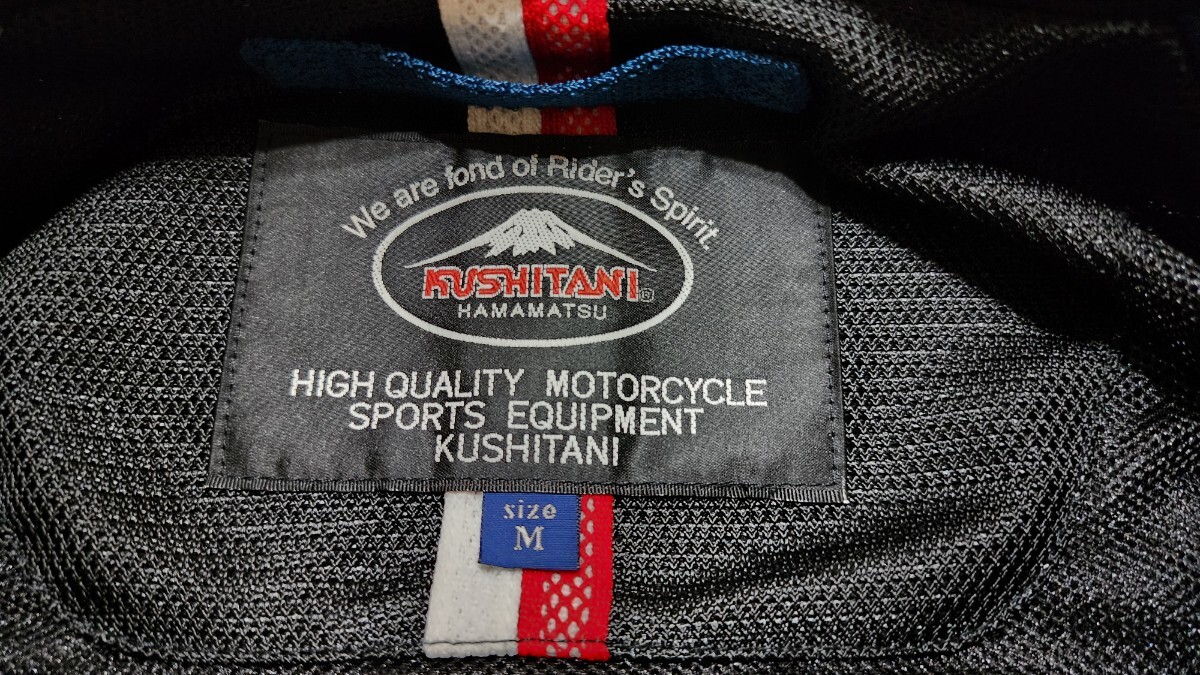 We are fond of Rider's Spirit
KUSHITANI®
HAMAMATSU
HIGH QUALITY MOTORCYCLE
SPORTS EQUIPMENT
KUSHITANI
size
M